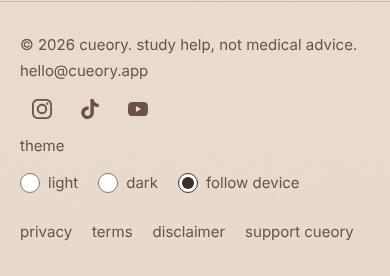 © 2026 cueory. study help, not medical advice.
hello@cueory.app
theme
light dark follow device
privacy terms disclaimer support cueory